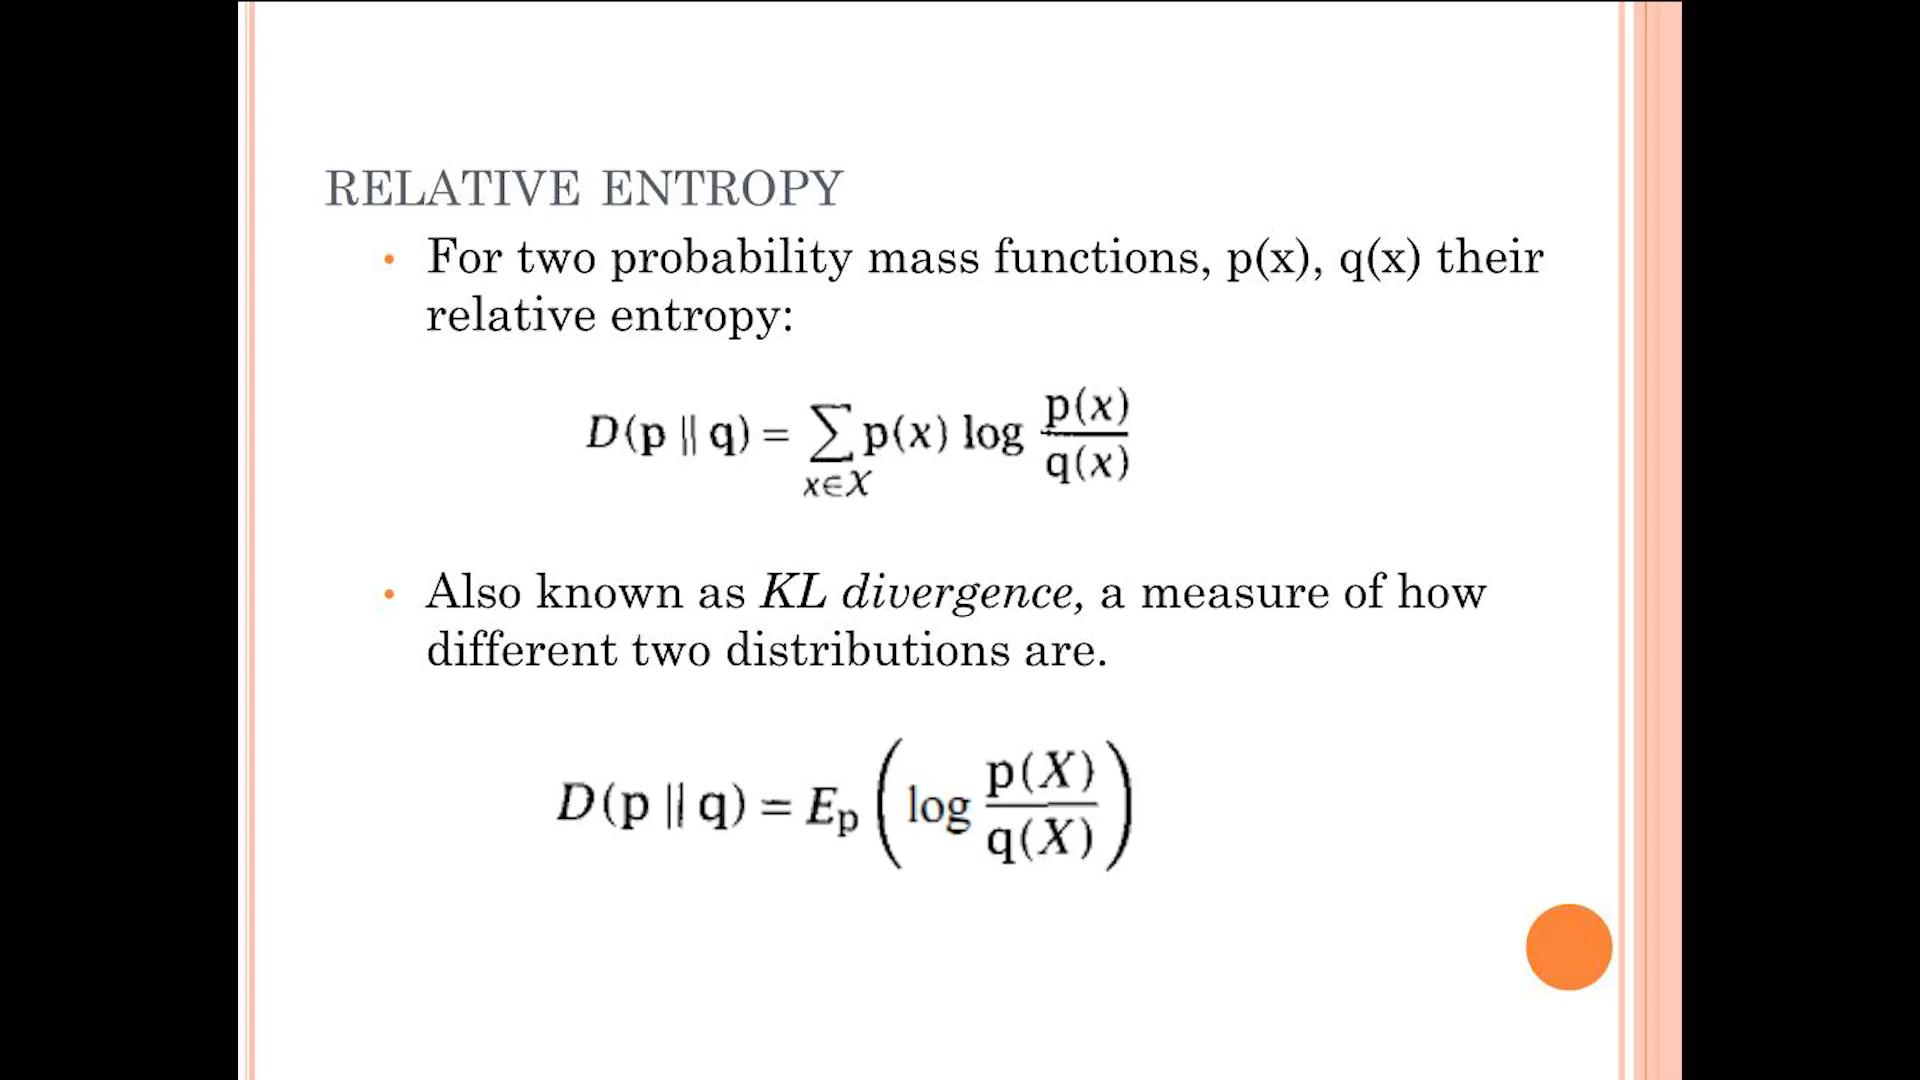 RELATIVE ENTROPY
• For two probability mass functions, p(x), q(x) their
relative entropy:
D(p ∥ q) = ∑_{x∈X} p(x) log p(x)/q(x)
• Also known as KL divergence, a measure of how
different two distributions are.
D(p ∥ q) = E_p ( log p(X)/q(X) )